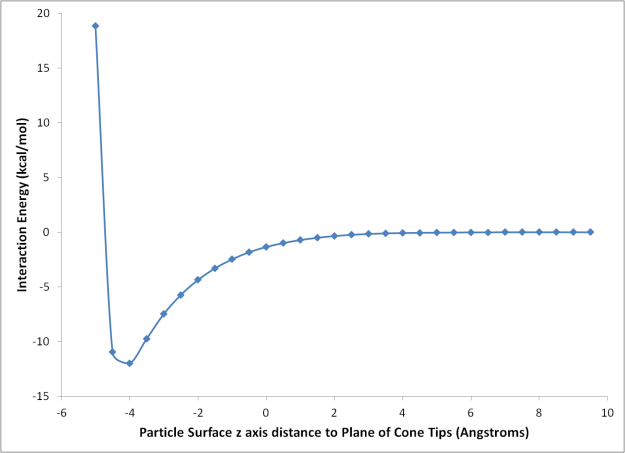 20
15
10
5
0
-5
-10
-15
Interaction Energy (kcal/mol)
-6 -4 -2 0 2 4 6 8 10
Particle Surface z axis distance to Plane of Cone Tips (Angstroms)